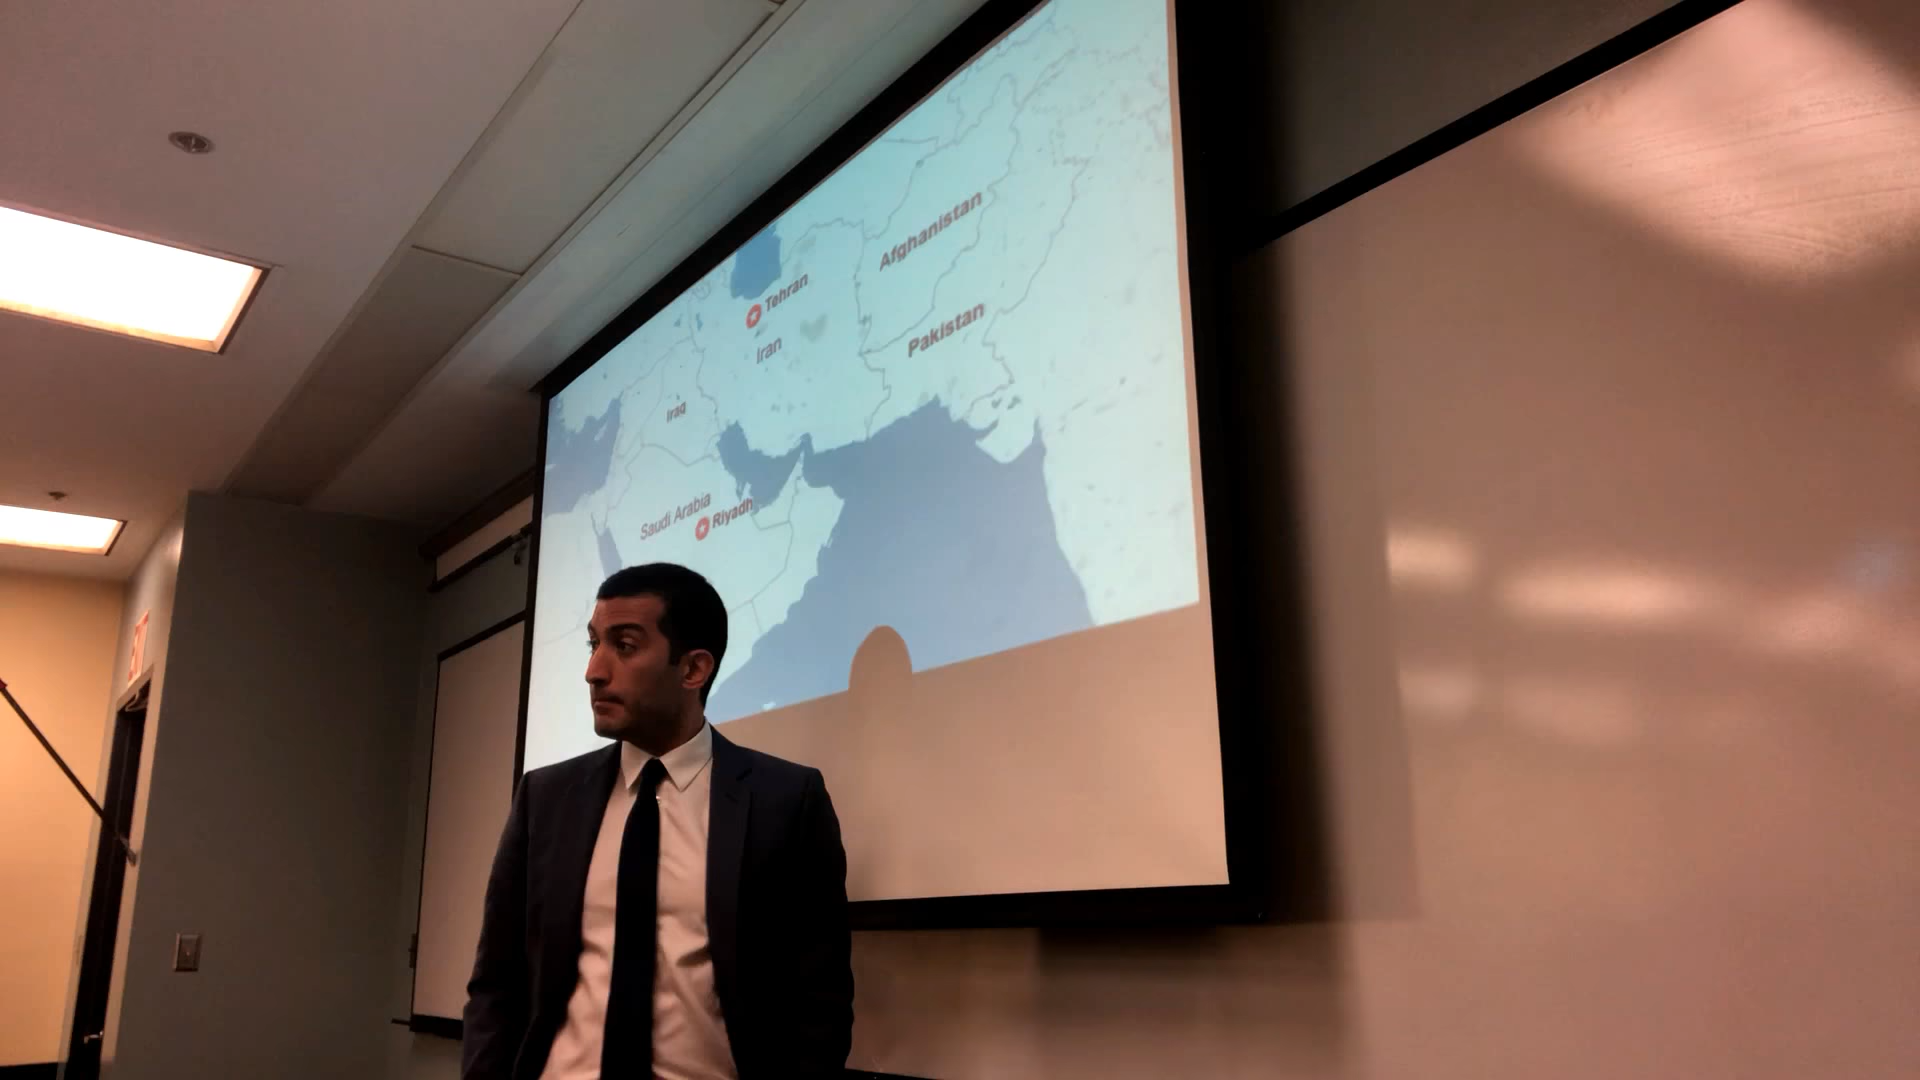 Afghanistan
Tehran
Pakistan
Iran
Iraq
Saudi Arabia
Riyadh